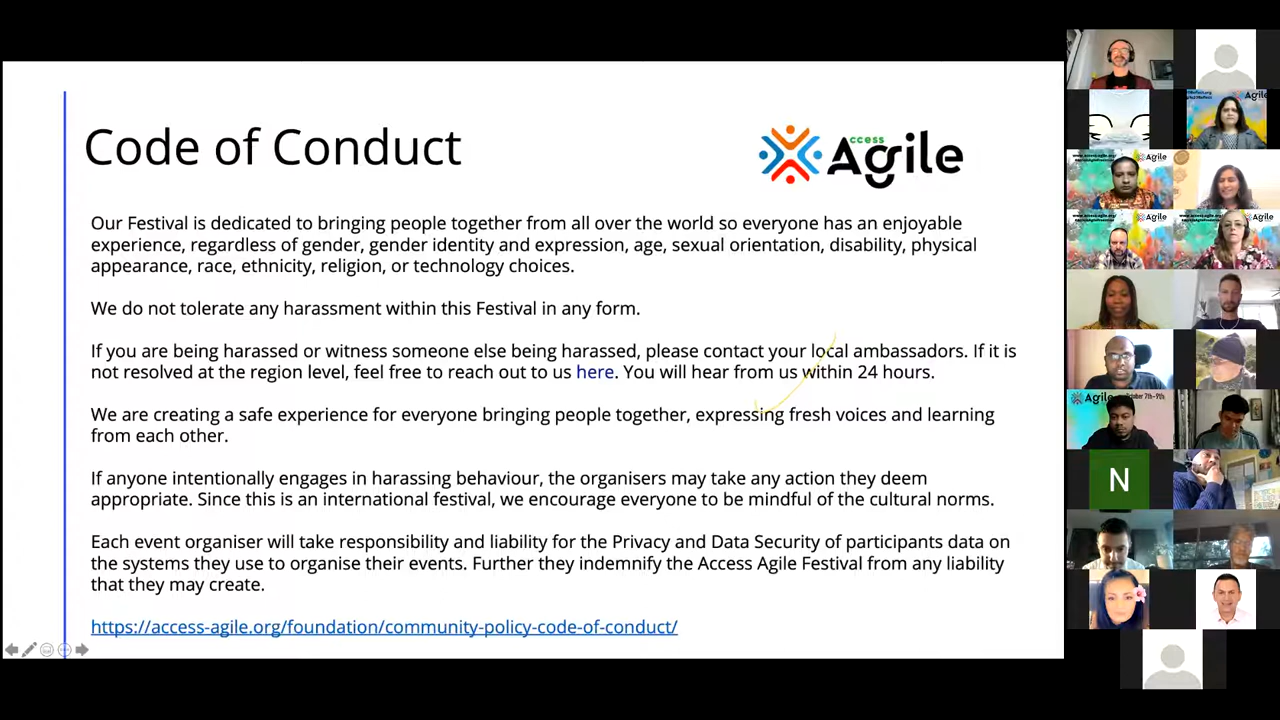 Code of Conduct
ccess
Agile
Our Festival is dedicated to bringing people together from all over the world so everyone has an enjoyable
experience, regardless of gender, gender identity and expression, age, sexual orientation, disability, physical
appearance, race, ethnicity, religion, or technology choices.
We do not tolerate any harassment within this Festival in any form.
If you are being harassed or witness someone else being harassed, please contact your local ambassadors. If it is
not resolved at the region level, feel free to reach out to us here. You will hear from us within 24 hours.
We are creating a safe experience for everyone bringing people together, expressing fresh voices and learning
from each other.
If anyone intentionally engages in harassing behaviour, the organisers may take any action they deem
appropriate. Since this is an international festival, we encourage everyone to be mindful of the cultural norms.
Each event organiser will take responsibility and liability for the Privacy and Data Security of participants data on
the systems they use to organise their events. Further they indemnify the Access Agile Festival from any liability
that they may create.
https://access-agile.org/foundation/community-policy-code-of-conduct/
Agile
Agile
Agile
Agile
N